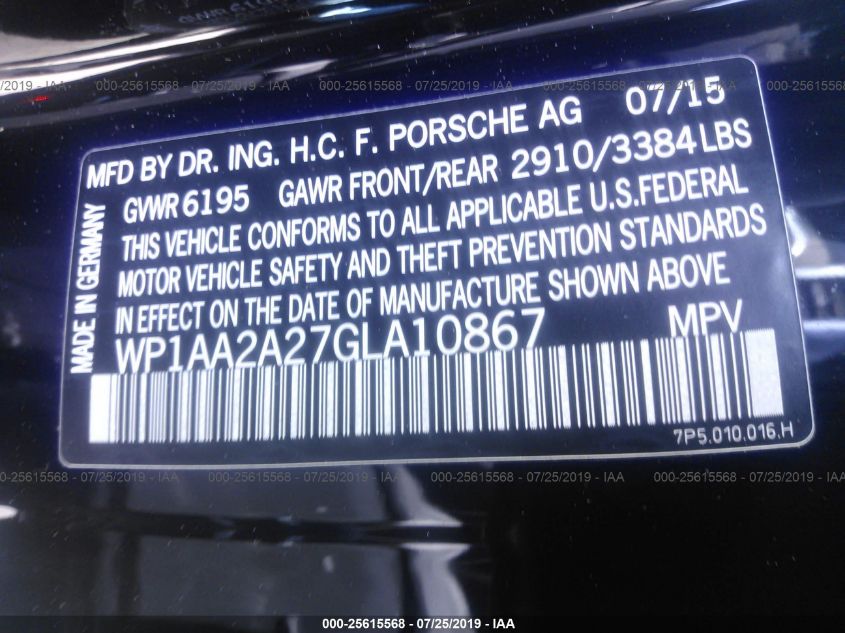 000-25615568 - 07/25/2019 - IAA
MFD BY DR. ING. H.C. F. PORSCHE AG 07/15
GVWR 6195 GAWR FRONT/REAR 2910/3384 LBS
THIS VEHICLE CONFORMS TO ALL APPLICABLE U.S.FEDERAL
MOTOR VEHICLE SAFETY AND THEFT PREVENTION STANDARDS
IN EFFECT ON THE DATE OF MANUFACTURE SHOWN ABOVE
WP1AA2A27GLA10867 MPV
MADE IN GERMANY
7P5.010.016.H
000-25615568 - 07/25/2019 - IAA
000-25615568 - 07/25/2019 - IAA